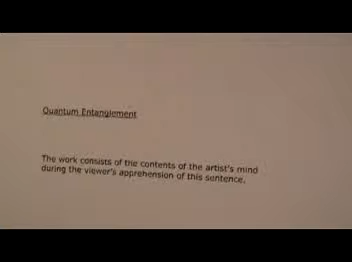 Quantum Entanglement
The work consists of the contents of the artist's mind
during the viewer's apprehension of this sentence.